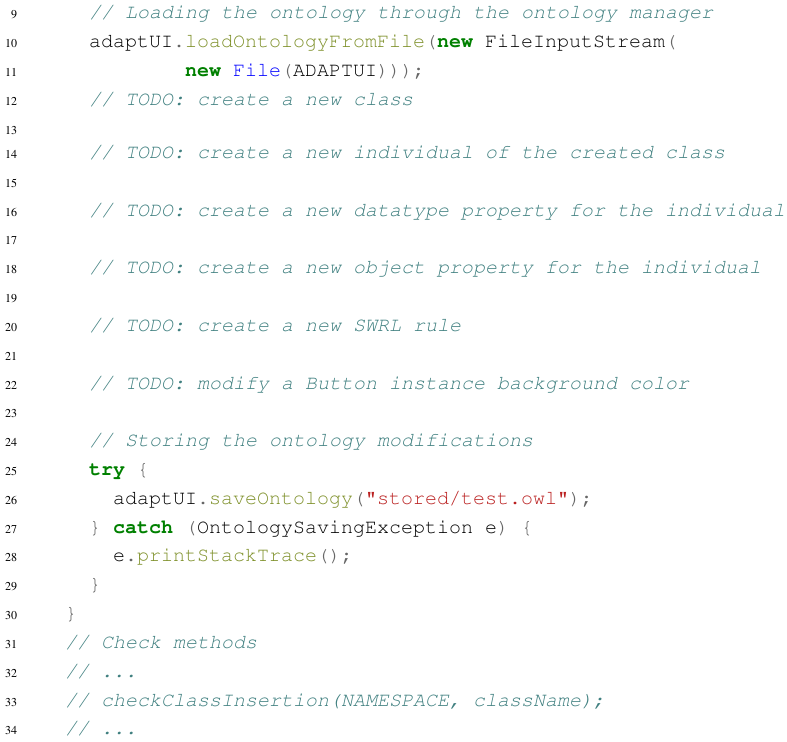 9 // Loading the ontology through the ontology manager
10 adaptUI.loadOntologyFromFile(new FileInputStream(
11 new File(ADAPTUI)));
12 // TODO: create a new class
13
14 // TODO: create a new individual of the created class
15
16 // TODO: create a new datatype property for the individual
17
18 // TODO: create a new object property for the individual
19
20 // TODO: create a new SWRL rule
21
22 // TODO: modify a Button instance background color
23
24 // Storing the ontology modifications
25 try {
26 adaptUI.saveOntology("stored/test.owl");
27 } catch (OntologySavingException e) {
28 e.printStackTrace();
29 }
30 }
31 // Check methods
32 // ...
33 // checkClassInsertion(NAMESPACE, className);
34 // ...